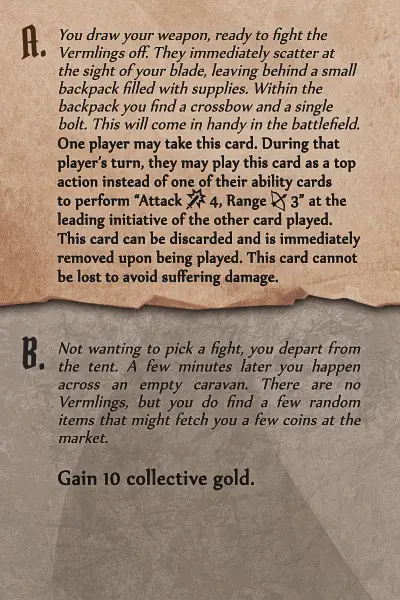 A. You draw your weapon, ready to fight the
Vermlings off. They immediately scatter at
the sight of your blade, leaving behind a small
backpack filled with supplies. Within the
backpack you find a crossbow and a single
bolt. This will come in handy in the battlefield.
One player may take this card. During that
player's turn, they may play this card as a top
action instead of one of their ability cards
to perform “Attack 4, Range 3” at the
leading initiative of the other card played.
This card can be discarded and is immediately
removed upon being played. This card cannot
be lost to avoid suffering damage.
B. Not wanting to pick a fight, you depart from
the tent. A few minutes later you happen
across an empty caravan. There are no
Vermlings, but you do find a few random
items that might fetch you a few coins at the
market.
Gain 10 collective gold.